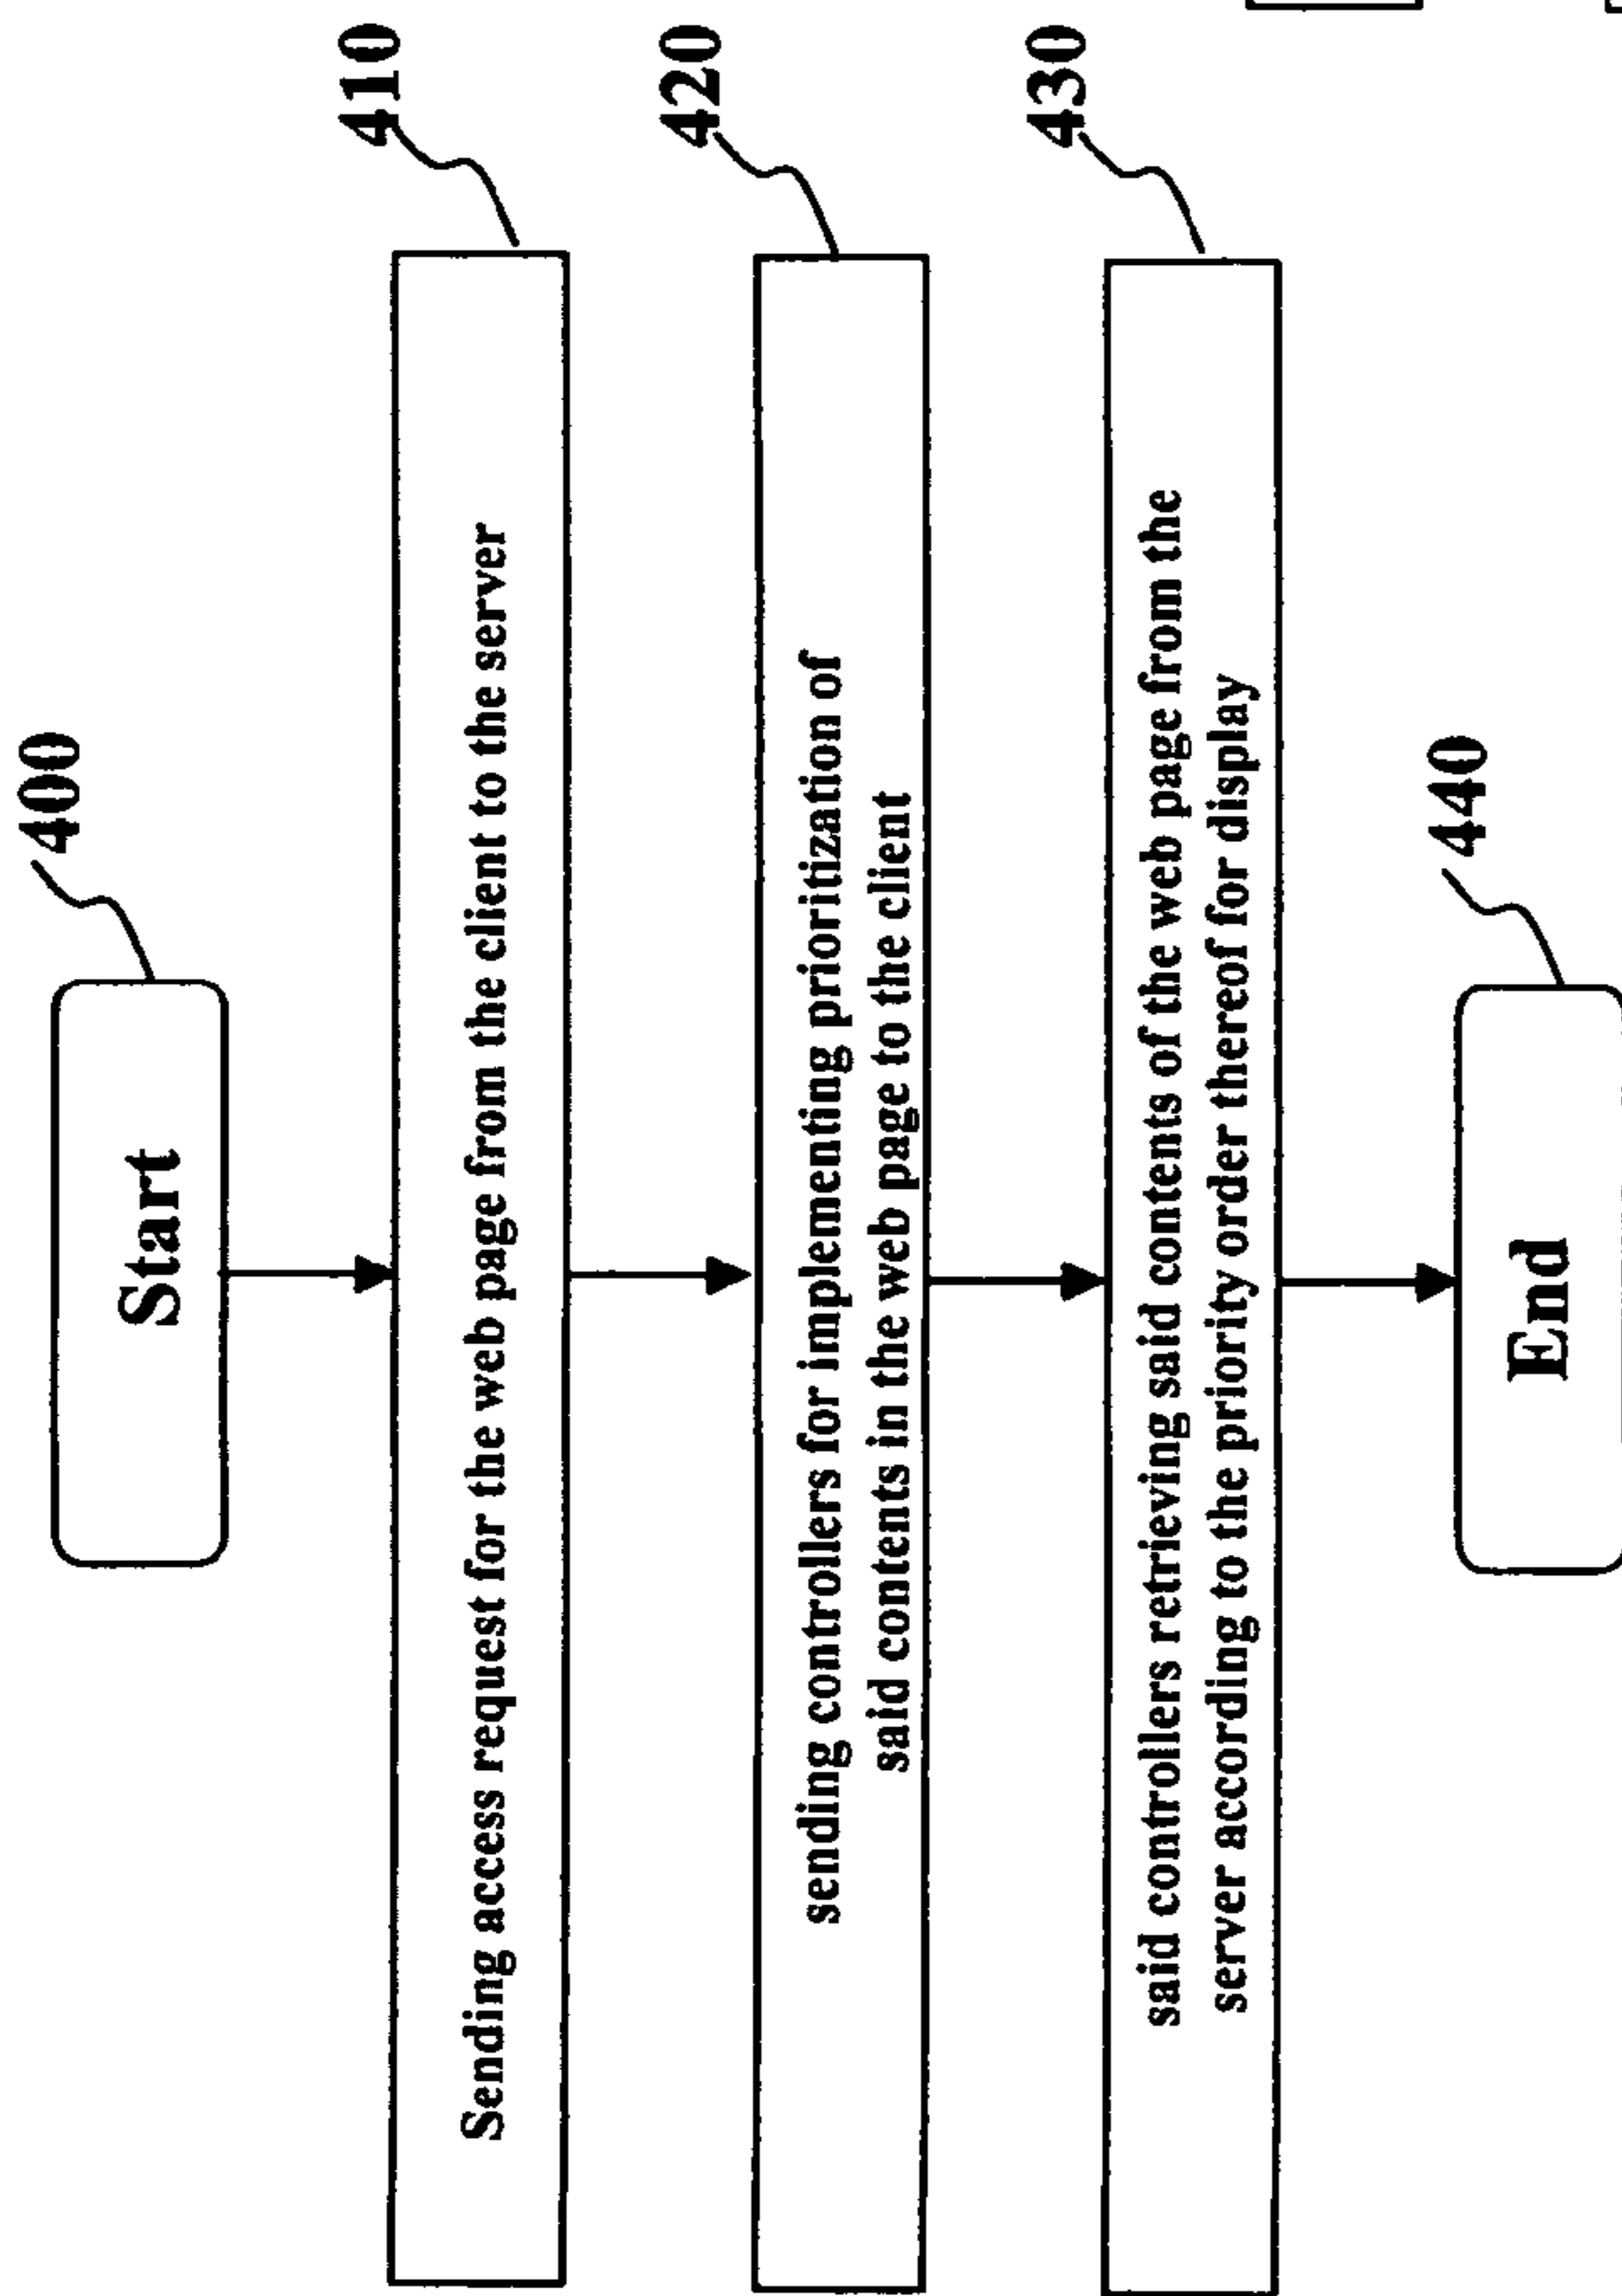 400
Start
410
Sending access request for the web page from the client to the server
420
sending controllers for implementing prioritization of
said contents in the web page to the client
430
said controllers retrieving said contents of the web page from the
server according to the priority order thereof for display
440
End